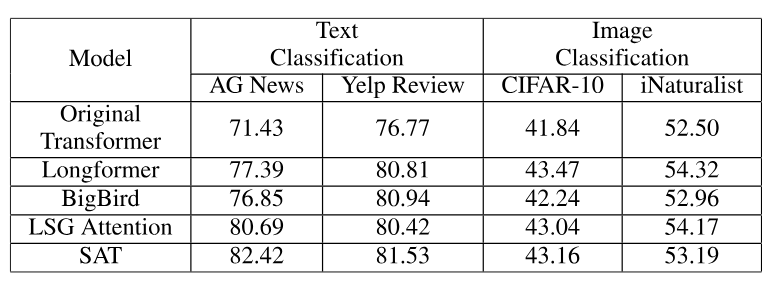 Model Text Classification Image Classification
AG News Yelp Review CIFAR-10 iNaturalist
Original Transformer 71.43 76.77 41.84 52.50
Longformer 77.39 80.81 43.47 54.32
BigBird 76.85 80.94 42.24 52.96
LSG Attention 80.69 80.42 43.04 54.17
SAT 82.42 81.53 43.16 53.19